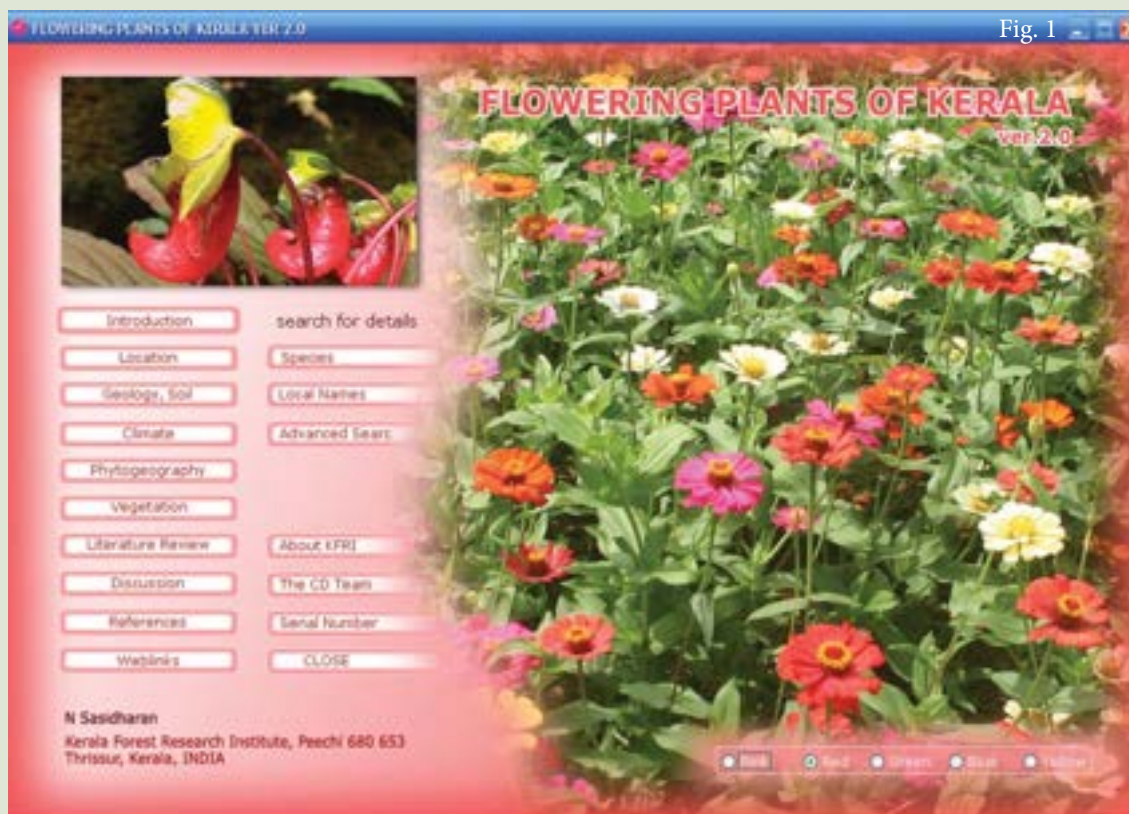 FLOWERING PLANTS OF KERALA VER 2.0
Fig. 1
FLOWERING PLANTS OF KERALA
ver 2.0
Introduction
search for details
Location
Species
Geology, Soil
Local Names
Climate
Advanced Searc
Phytogeography
Vegetation
Literature Review
About KFRI
Discussion
The CD Team
References
Serial Number
Weblinks
CLOSE
N Sasidharan
Kerala Forest Research Institute, Peechi 680 653
Thrissur, Kerala, INDIA
Pink Red Green Blue Yellow